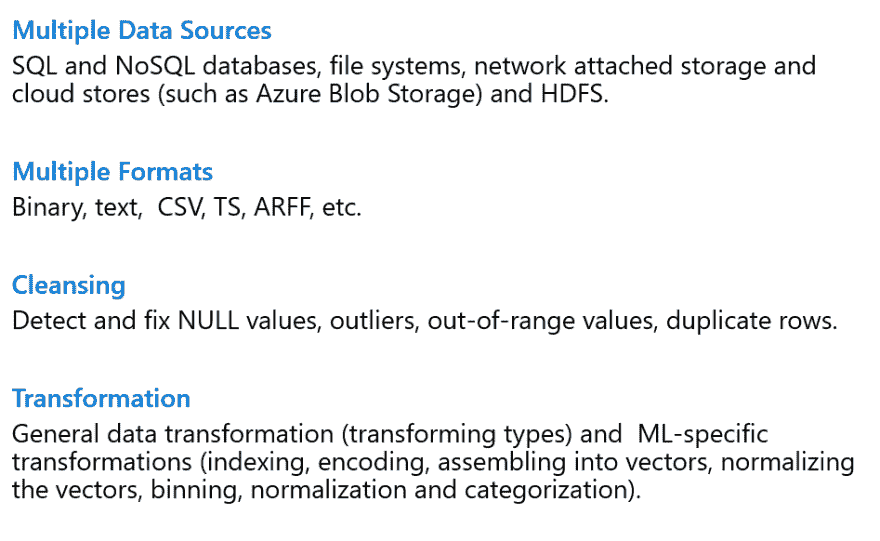 Multiple Data Sources
SQL and NoSQL databases, file systems, network attached storage and
cloud stores (such as Azure Blob Storage) and HDFS.
Multiple Formats
Binary, text,  CSV, TS, ARFF, etc.
Cleansing
Detect and fix NULL values, outliers, out-of-range values, duplicate rows.
Transformation
General data transformation (transforming types) and  ML-specific
transformations (indexing, encoding, assembling into vectors, normalizing
the vectors, binning, normalization and categorization).